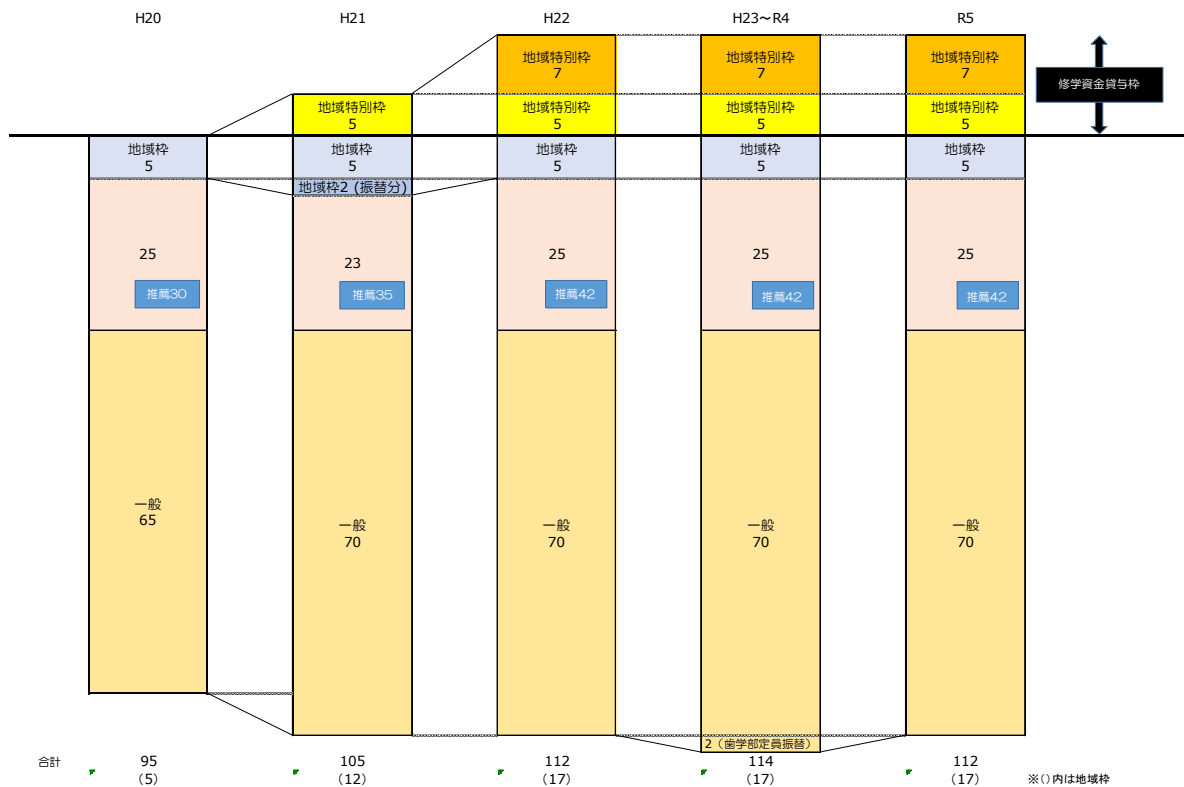 H20
H21
H22
H23～R4
R5
地域特別枠
7
地域特別枠
7
地域特別枠
7
修学資金貸与枠
地域特別枠
5
地域特別枠
5
地域特別枠
5
地域特別枠
5
地域枠
5
地域枠
5
地域枠
5
地域枠
5
地域枠
5
地域枠2 (振替分)
25
23
25
25
25
推薦30
推薦35
推薦42
推薦42
推薦42
一般
65
一般
70
一般
70
一般
70
一般
70
2（歯学部定員振替）
合計
95
（5）
105
（12）
112
（17）
114
（17）
112
（17）
※()内は地域枠